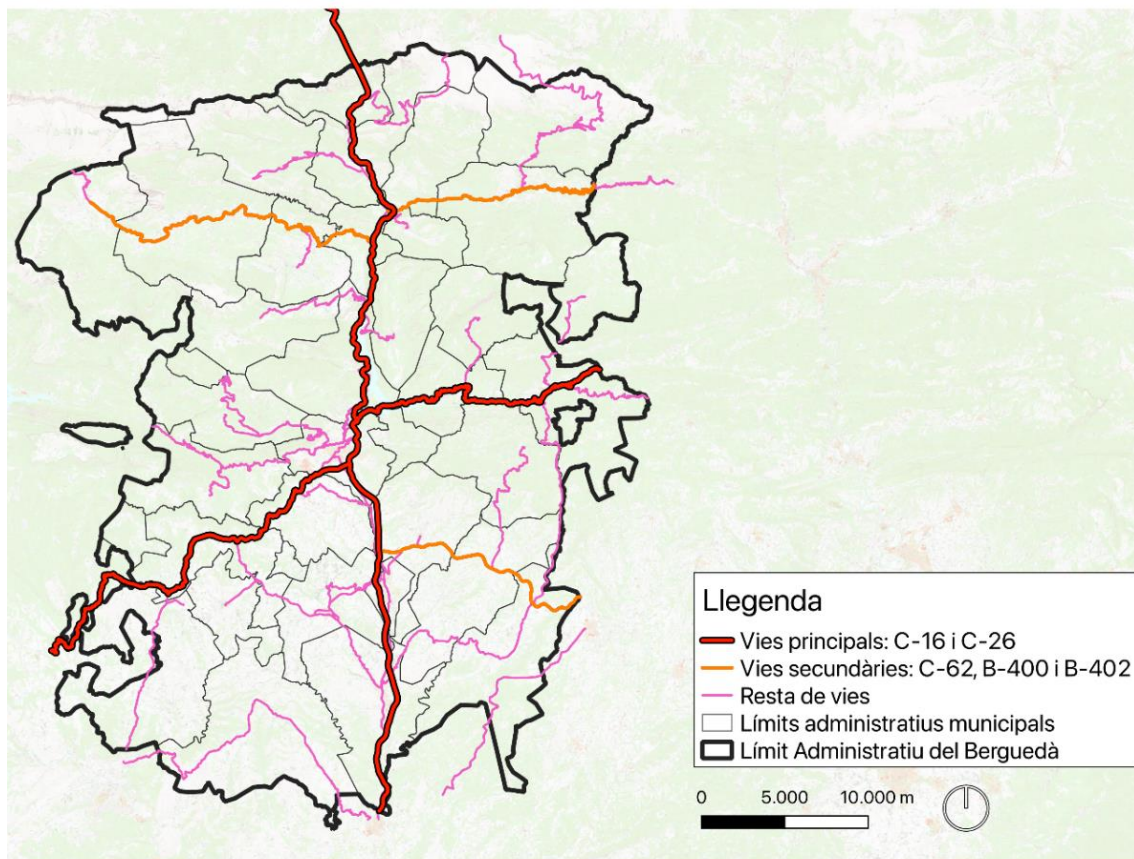 Llegenda
Vies principals: C-16 i C-26
Vies secundàries: C-62, B-400 i B-402
Resta de vies
Límits administratius municipals
Límit Administratiu del Berguedà
0 5.000 10.000 m